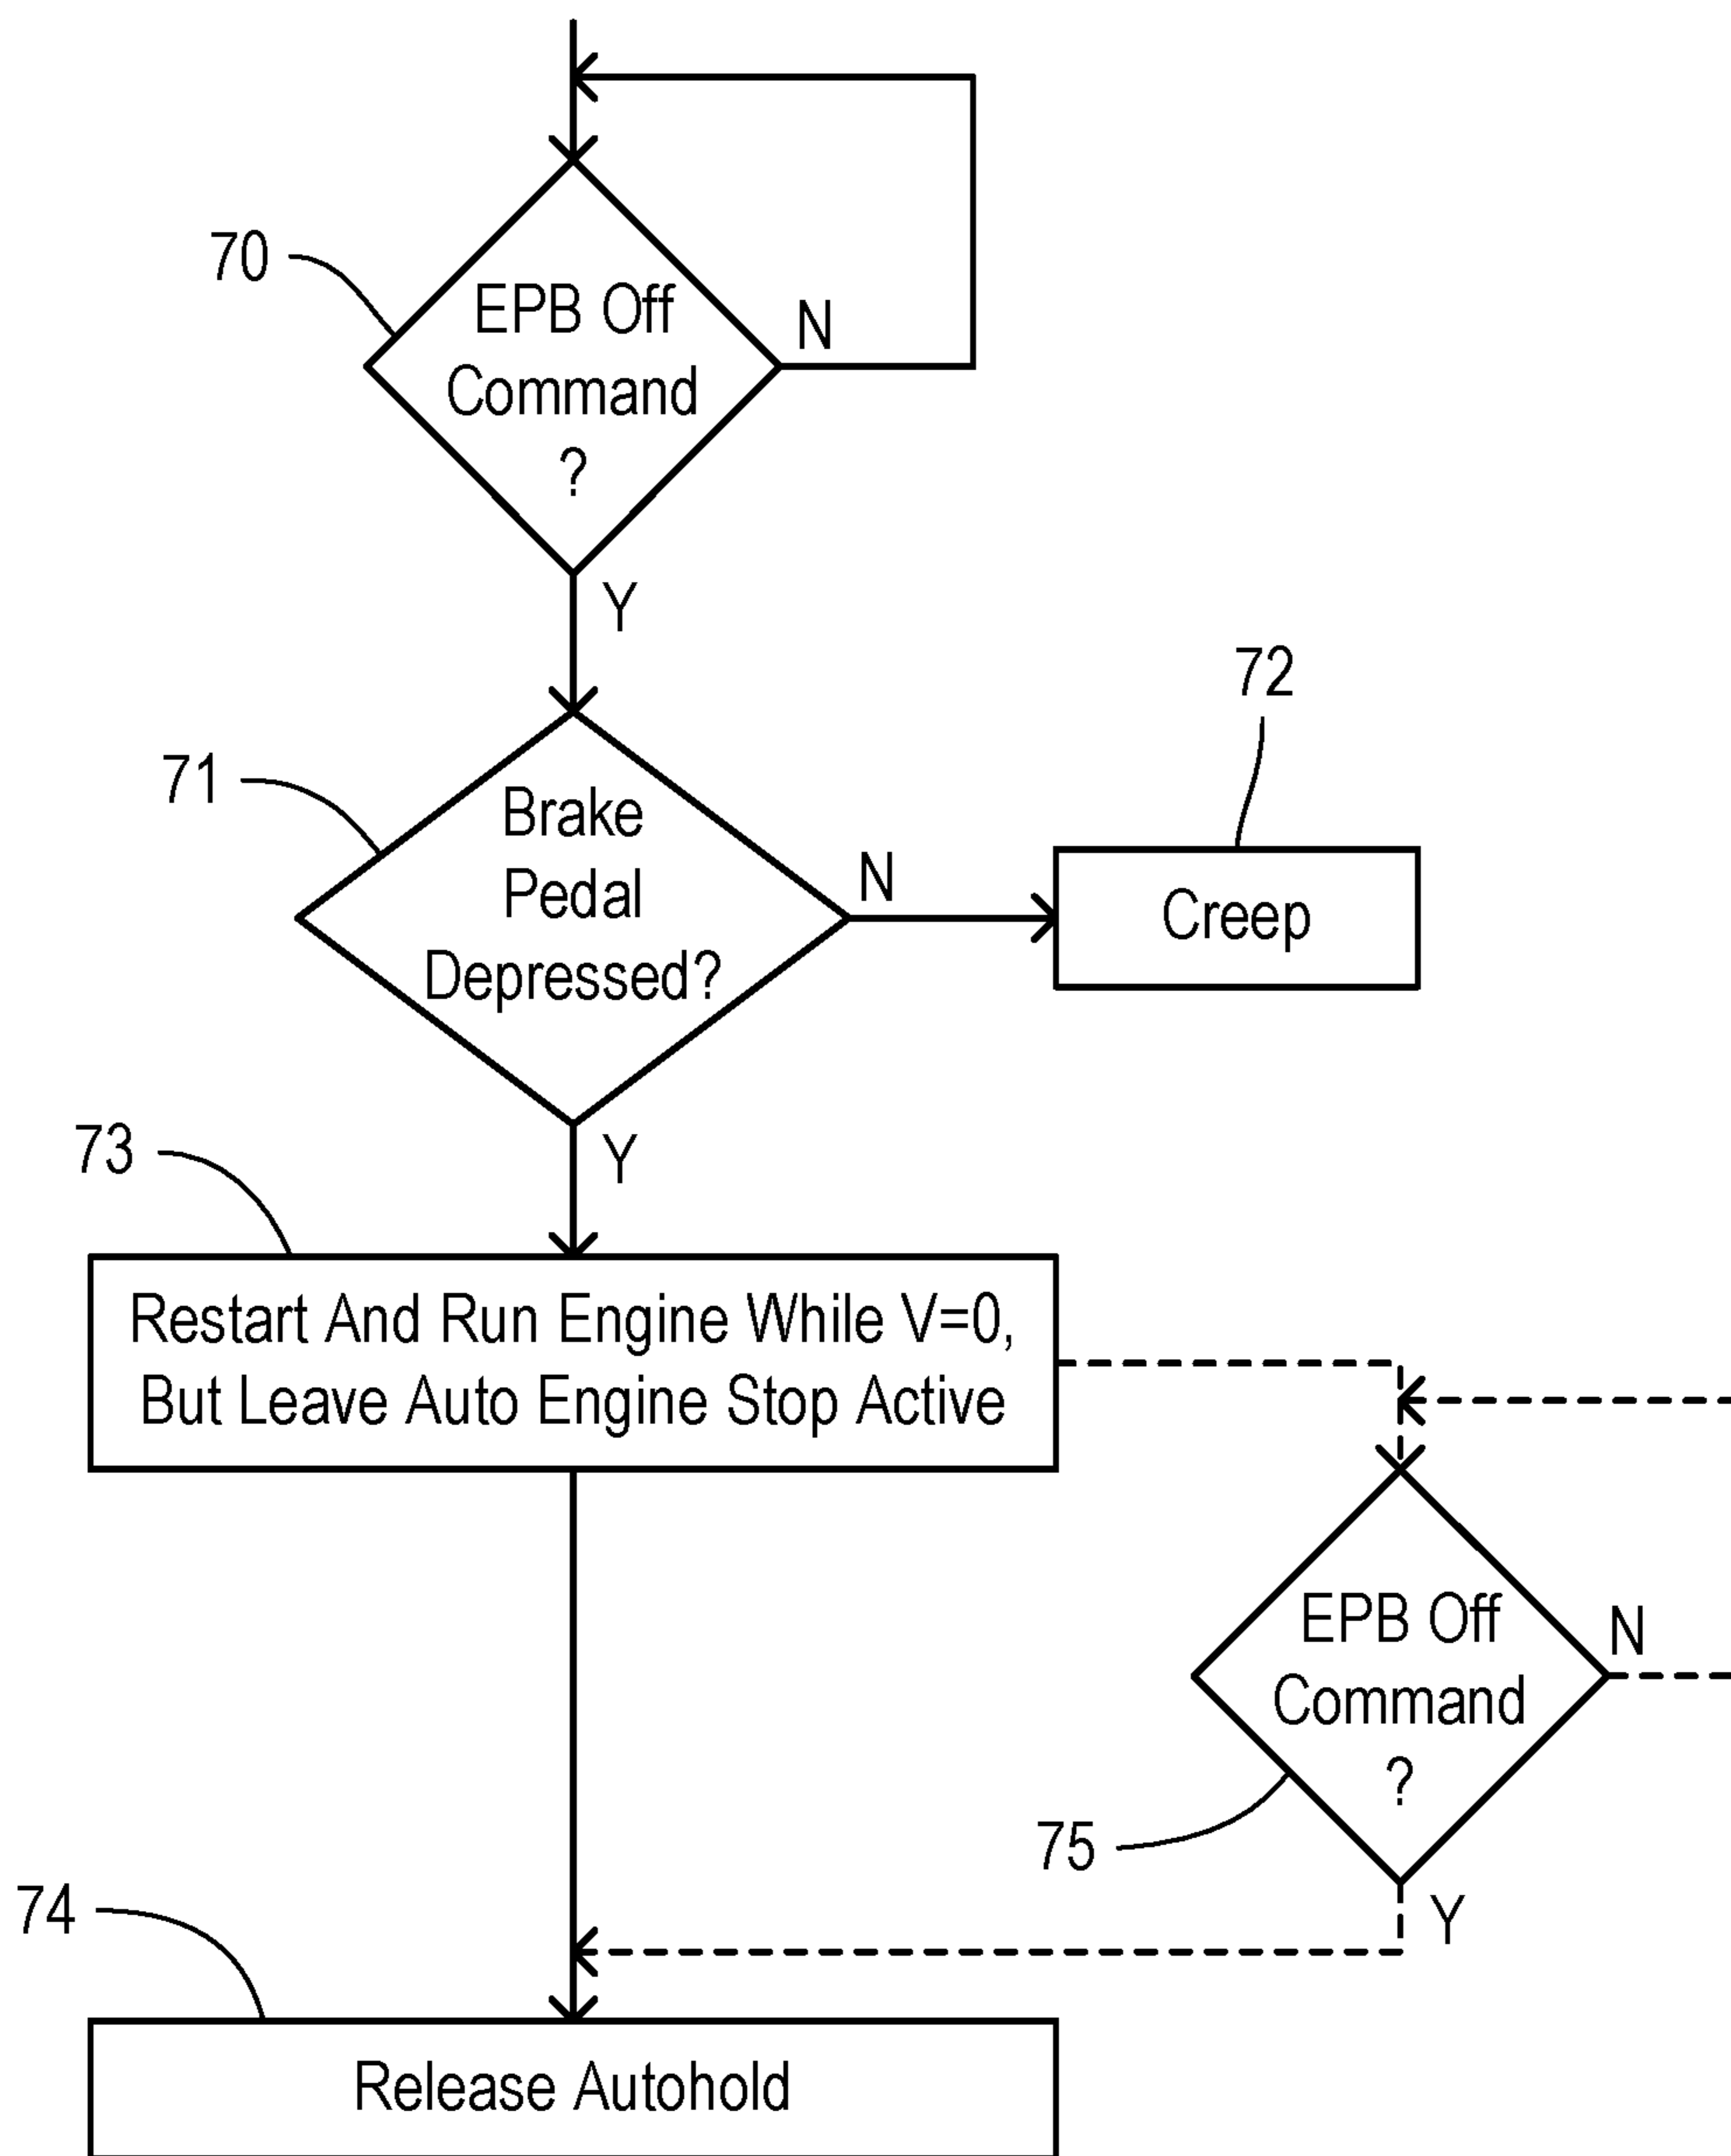 70
EPB Off
Command
?
N
Y
71
Brake
Pedal
Depressed?
N
72
Creep
Y
73
Restart And Run Engine While V=0,
But Leave Auto Engine Stop Active
EPB Off
Command
?
N
75
Y
74
Release Autohold